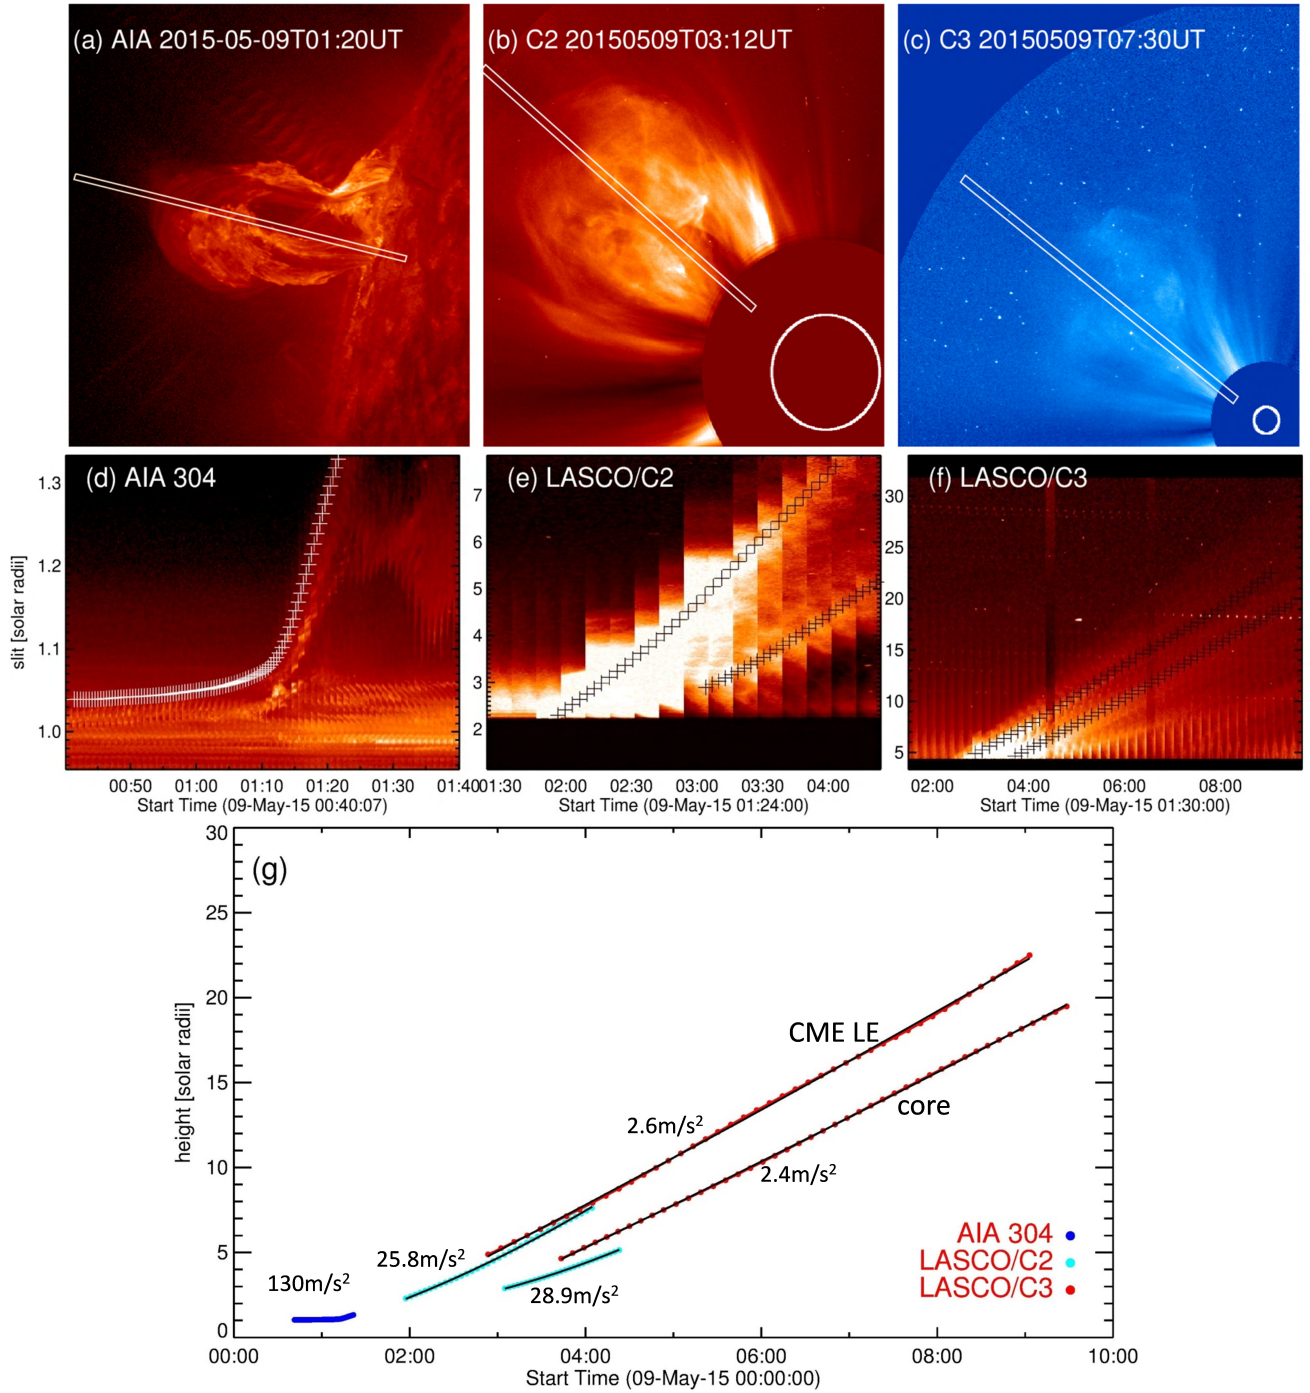 (a) AIA 2015-05-09T01:20UT
(b) C2 20150509T03:12UT
(c) C3 20150509T07:30UT
(d) AIA 304
(e) LASCO/C2
(f) LASCO/C3
slit [solar radii]
1.3
1.2
1.1
1.0
7
6
5
4
3
2
30
25
20
15
10
5
00:50 01:00 01:10 01:20 01:30 01:40
Start Time (09-May-15 00:40:07)
01:30 02:00 02:30 03:00 03:30 04:00
Start Time (09-May-15 01:24:00)
02:00 04:00 06:00 08:00
Start Time (09-May-15 01:30:00)
(g)
height [solar radii]
30
25
20
15
10
5
0
CME LE
core
2.6m/s²
2.4m/s²
25.8m/s²
28.9m/s²
130m/s²
AIA 304
LASCO/C2
LASCO/C3
00:00 02:00 04:00 06:00 08:00 10:00
Start Time (09-May-15 00:00:00)